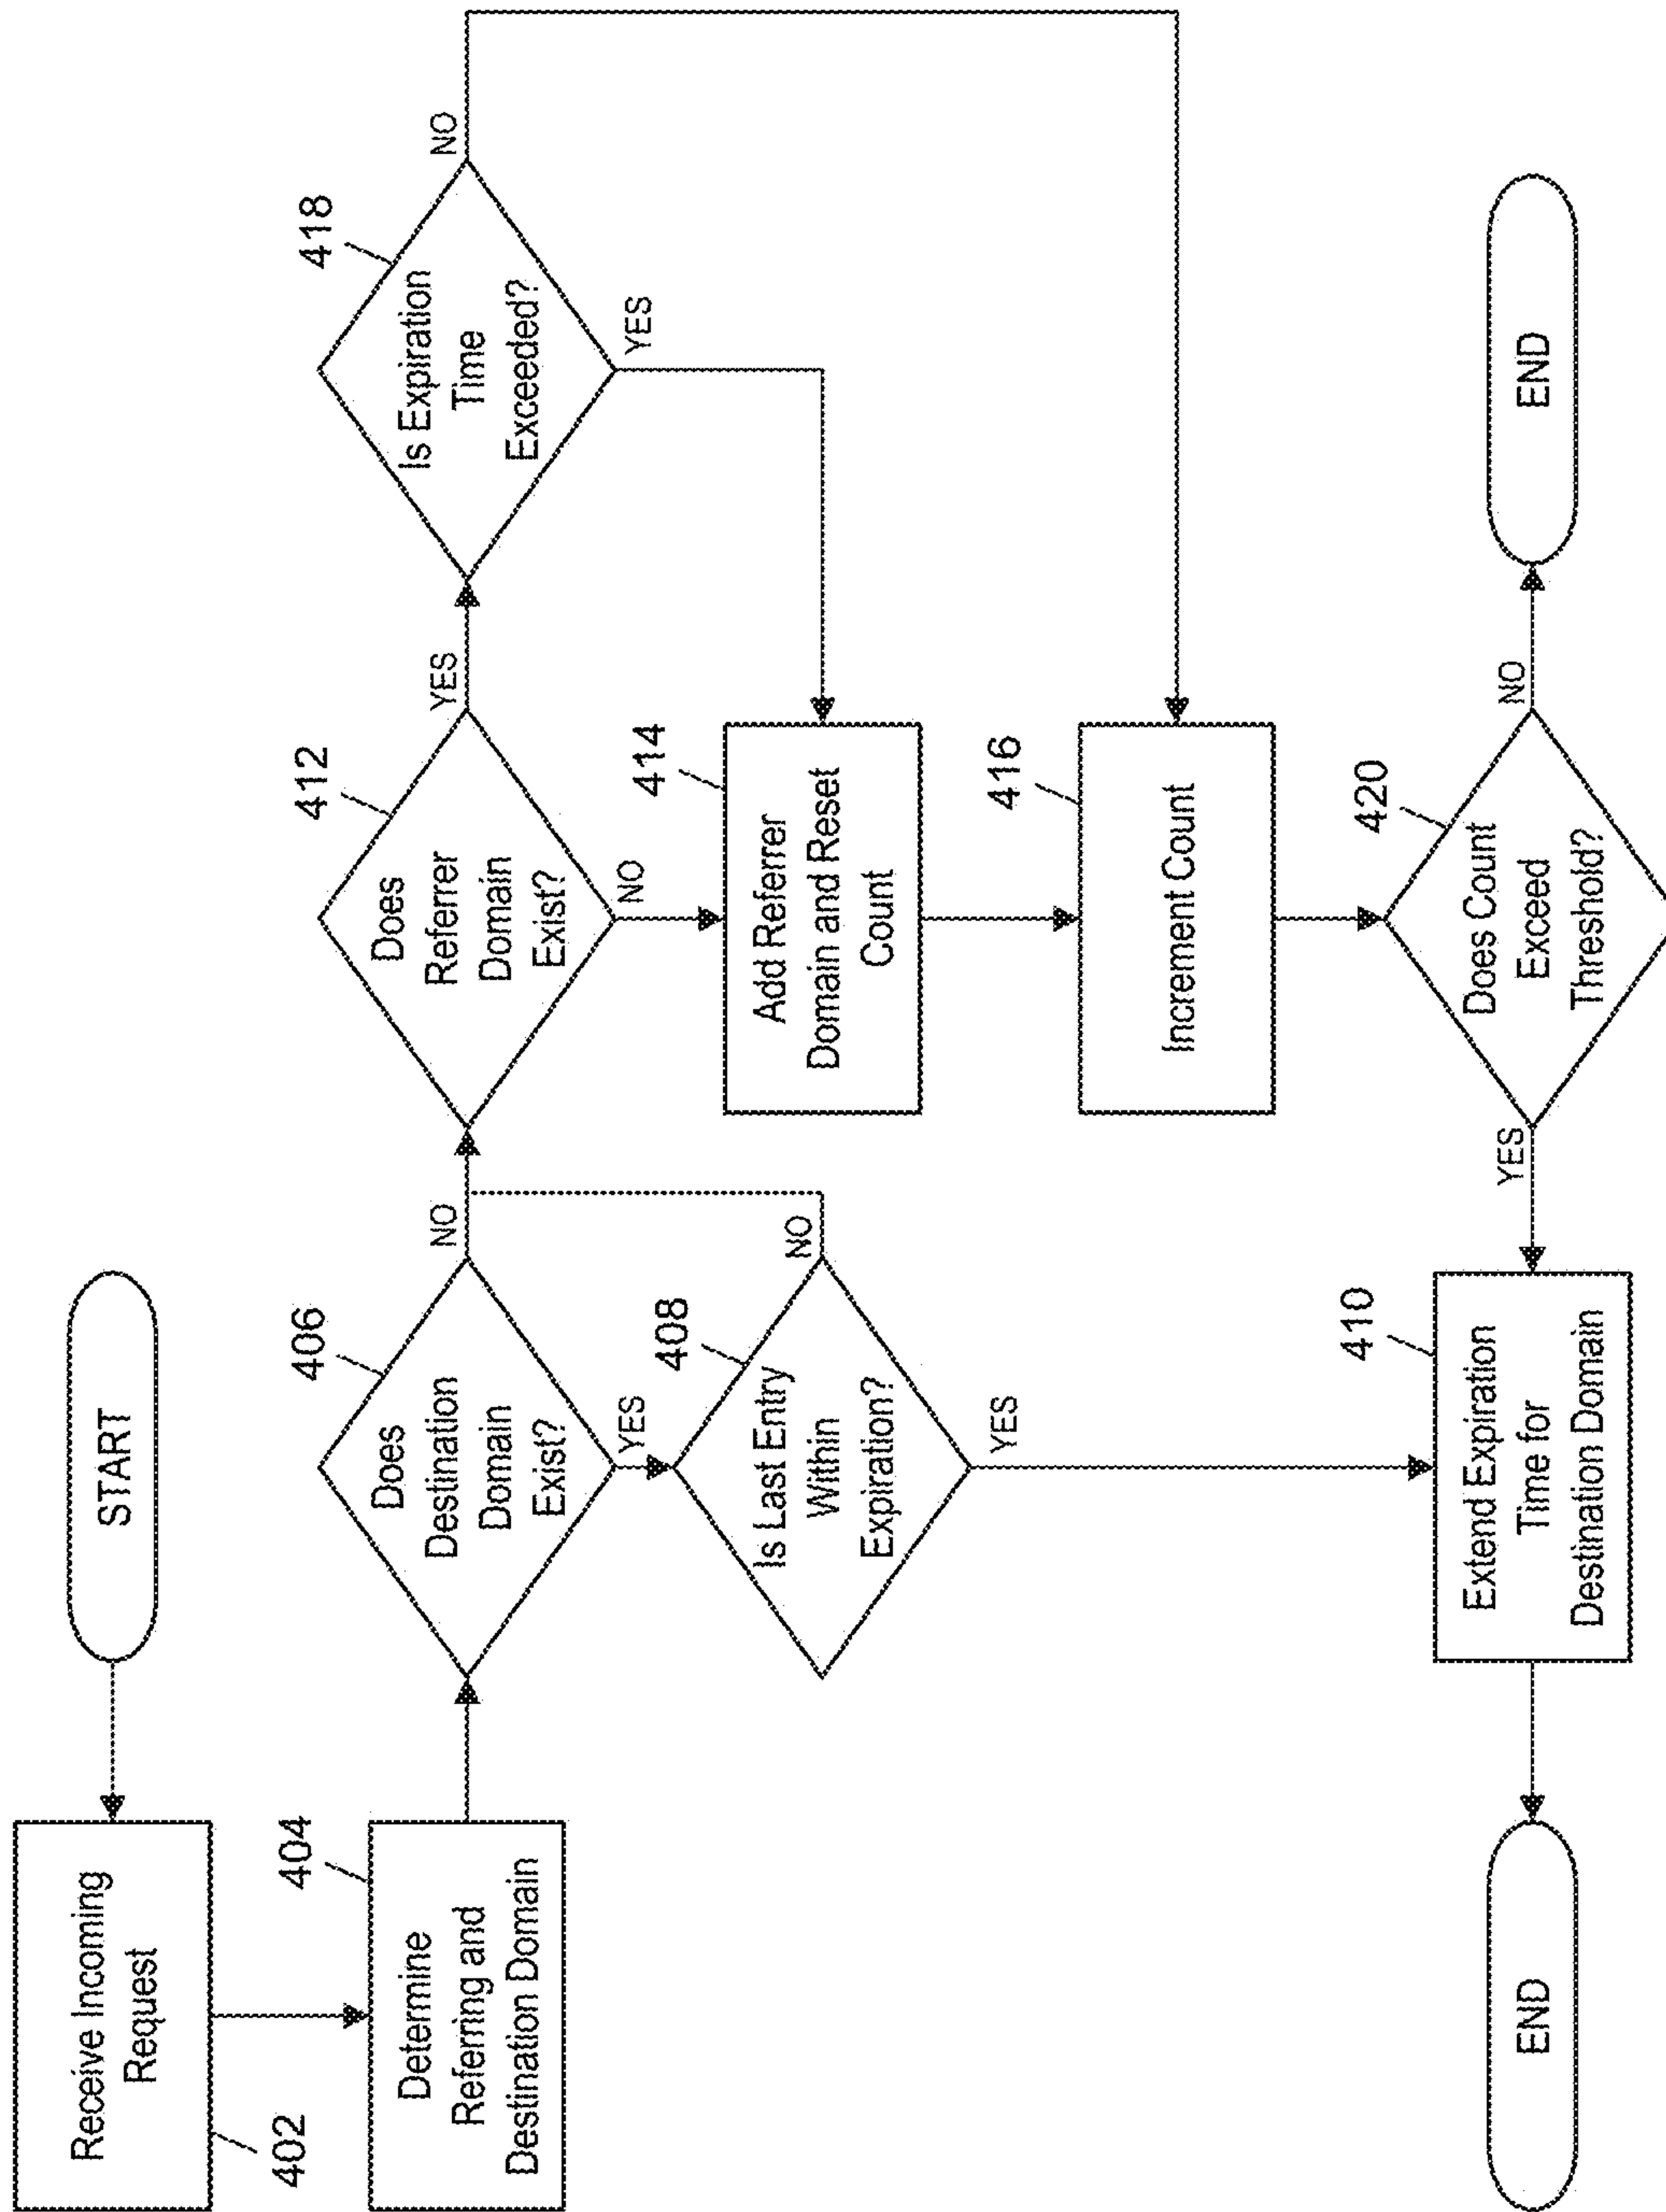 START
Receive Incoming
Request
402
404
Determine
Referring and
Destination Domain
406
Does
Destination
Domain
Exist?
NO
YES
408
Is Last Entry
Within
Expiration?
NO
YES
410
Extend Expiration
Time for
Destination Domain
END
412
Does
Referrer
Domain
Exist?
YES
NO
414
Add Referrer
Domain and Reset
Count
416
Increment Count
418
Is Expiration
Time
Exceeded?
NO
YES
420
Does Count
Exceed
Threshold?
YES
NO
END